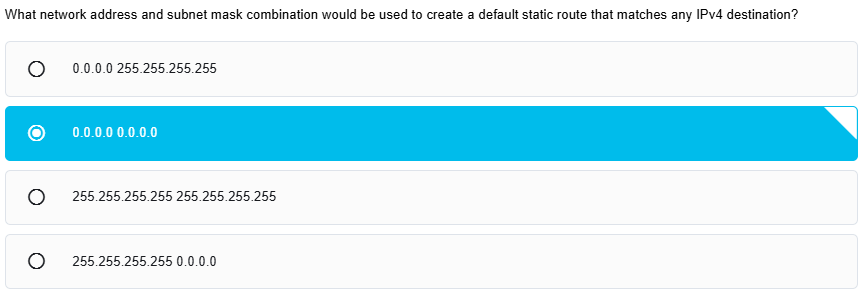 What network address and subnet mask combination would be used to create a default static route that matches any IPv4 destination?
0.0.0.0 255.255.255.255
0.0.0.0 0.0.0.0
255.255.255.255 255.255.255.255
255.255.255.255 0.0.0.0